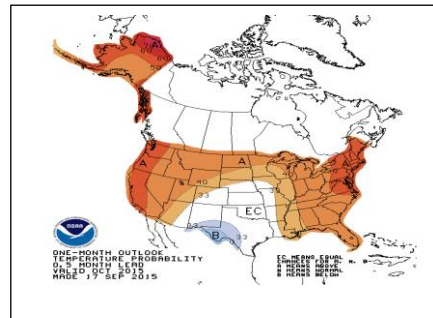 A
A
A
40
33
EC
33
B
33
NOAA
ONE-MONTH OUTLOOK
TEMPERATURE PROBABILITY
0.5 MONTH LEAD
VALID OCT 2015
MADE 17 SEP 2015
EC MEANS EQUAL
CHANCES FOR A, N, B
A MEANS ABOVE
N MEANS NORMAL
B MEANS BELOW